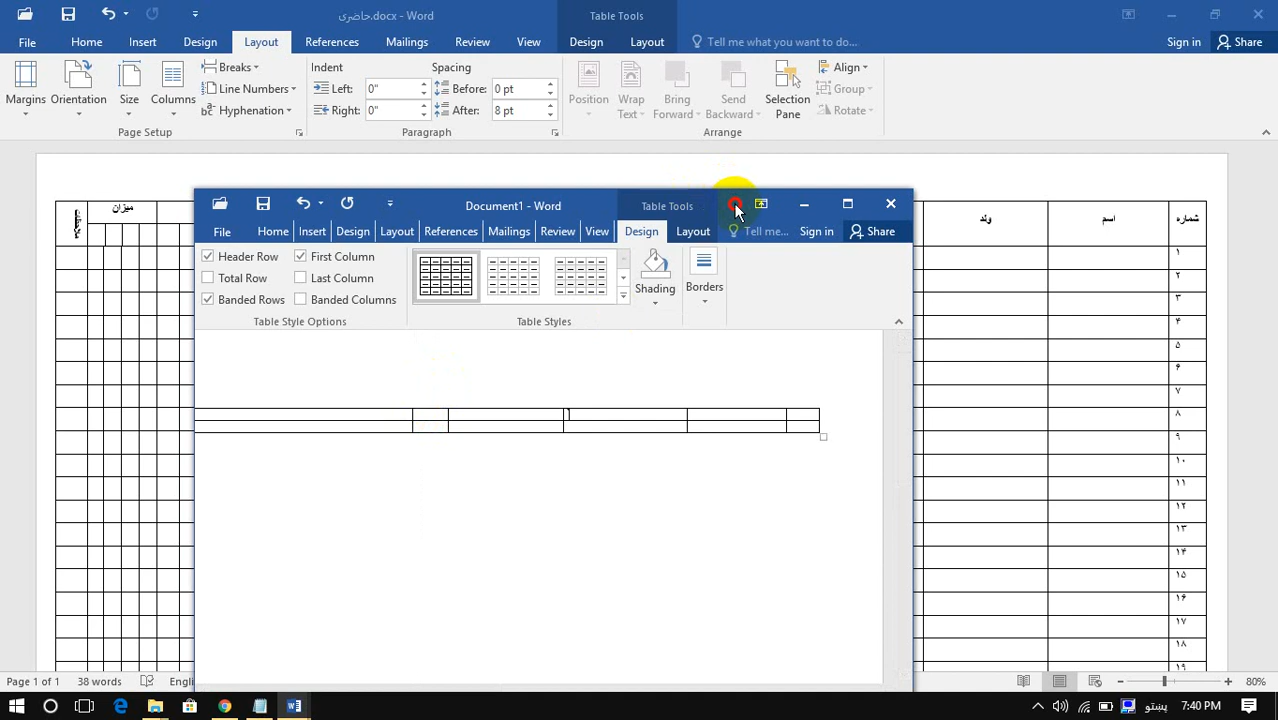 حاضری.docx - Word
Table Tools
File Home Insert Design Layout References Mailings Review View Design Layout Tell me what you want to do... Sign in Share
Margins Orientation Size Columns
Breaks
Line Numbers
Hyphenation
Page Setup
Indent
Left: 0"
Right: 0"
Spacing
Before: 0 pt
After: 8 pt
Paragraph
Position Wrap Text Bring Forward Send Backward Selection Pane
Align
Group
Rotate
Arrange
شماره اسم ولد میزان
۱
۲
۳
۴
۵
۶
۷
۸
۹
۱۰
۱۱
۱۲
۱۳
۱۴
۱۵
۱۶
۱۷
۱۸
۱۹
Document1 - Word
Table Tools
File Home Insert Design Layout References Mailings Review View Design Layout Tell me... Sign in Share
Header Row First Column
Total Row Last Column
Banded Rows Banded Columns
Table Style Options
Table Styles
Shading
Borders
Page 1 of 1 38 words Engli
80%
پښتو 7:40 PM